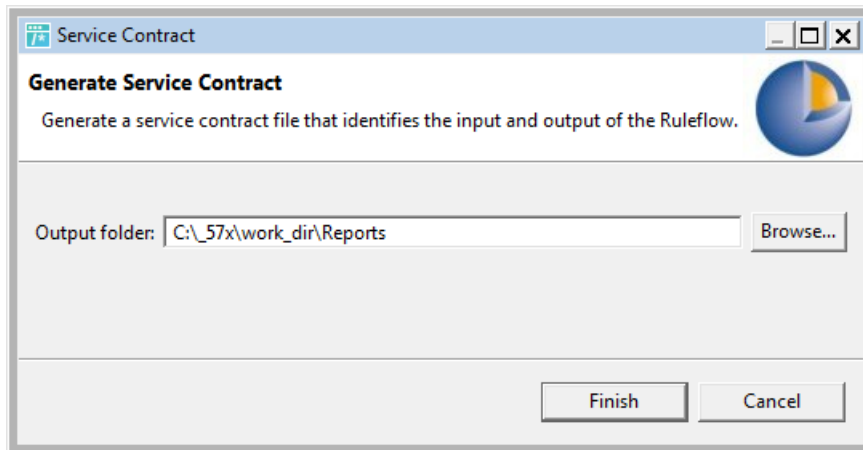 Service Contract
Generate Service Contract
Generate a service contract file that identifies the input and output of the Ruleflow.
Output folder: C:\_57x\work_dir\Reports Browse...
Finish Cancel